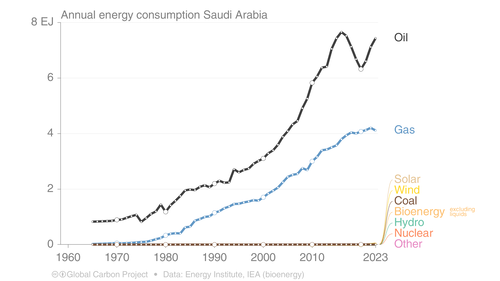 Annual energy consumption Saudi Arabia
8 EJ
6
4
2
0
1960
1970
1980
1990
2000
2010
2023
Oil
Gas
Solar
Wind
Coal
Bioenergy excluding liquids
Hydro
Nuclear
Other
Global Carbon Project • Data: Energy Institute, IEA (bioenergy)